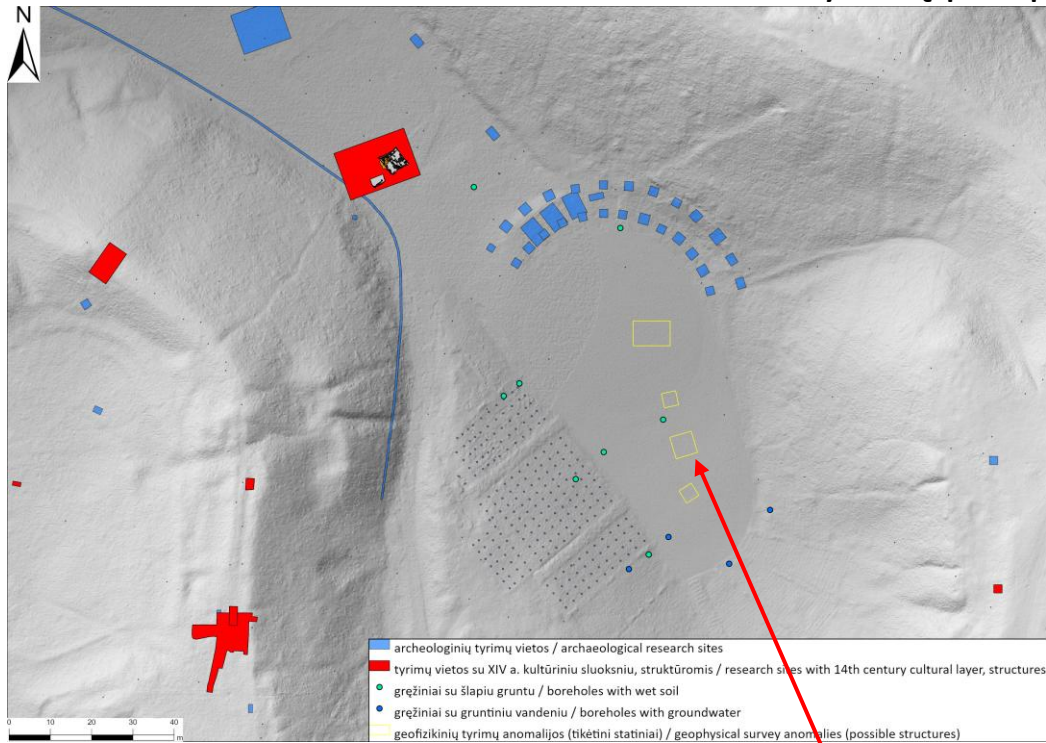 N
archeologinių tyrimų vietos / archaeological research sites
tyrimų vietos su XIV a. kultūriniu sluoksniu, struktūromis / research sites with 14th century cultural layer, structures
gręžiniai su šlapiu gruntu / boreholes with wet soil
gręžiniai su gruntiniu vandeniu / boreholes with groundwater
geofizikinių tyrimų anomalijos (tikėtini statiniai) / geophysical survey anomalies (possible structures)
0 10 20 30 40
m